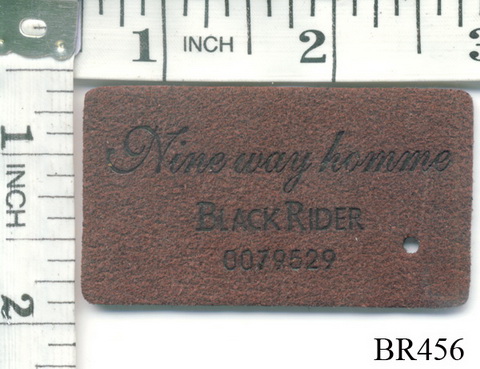 1 INCH 2 3
1 INCH
2
Nine way homme
BLACK RIDER
0079529
BR456